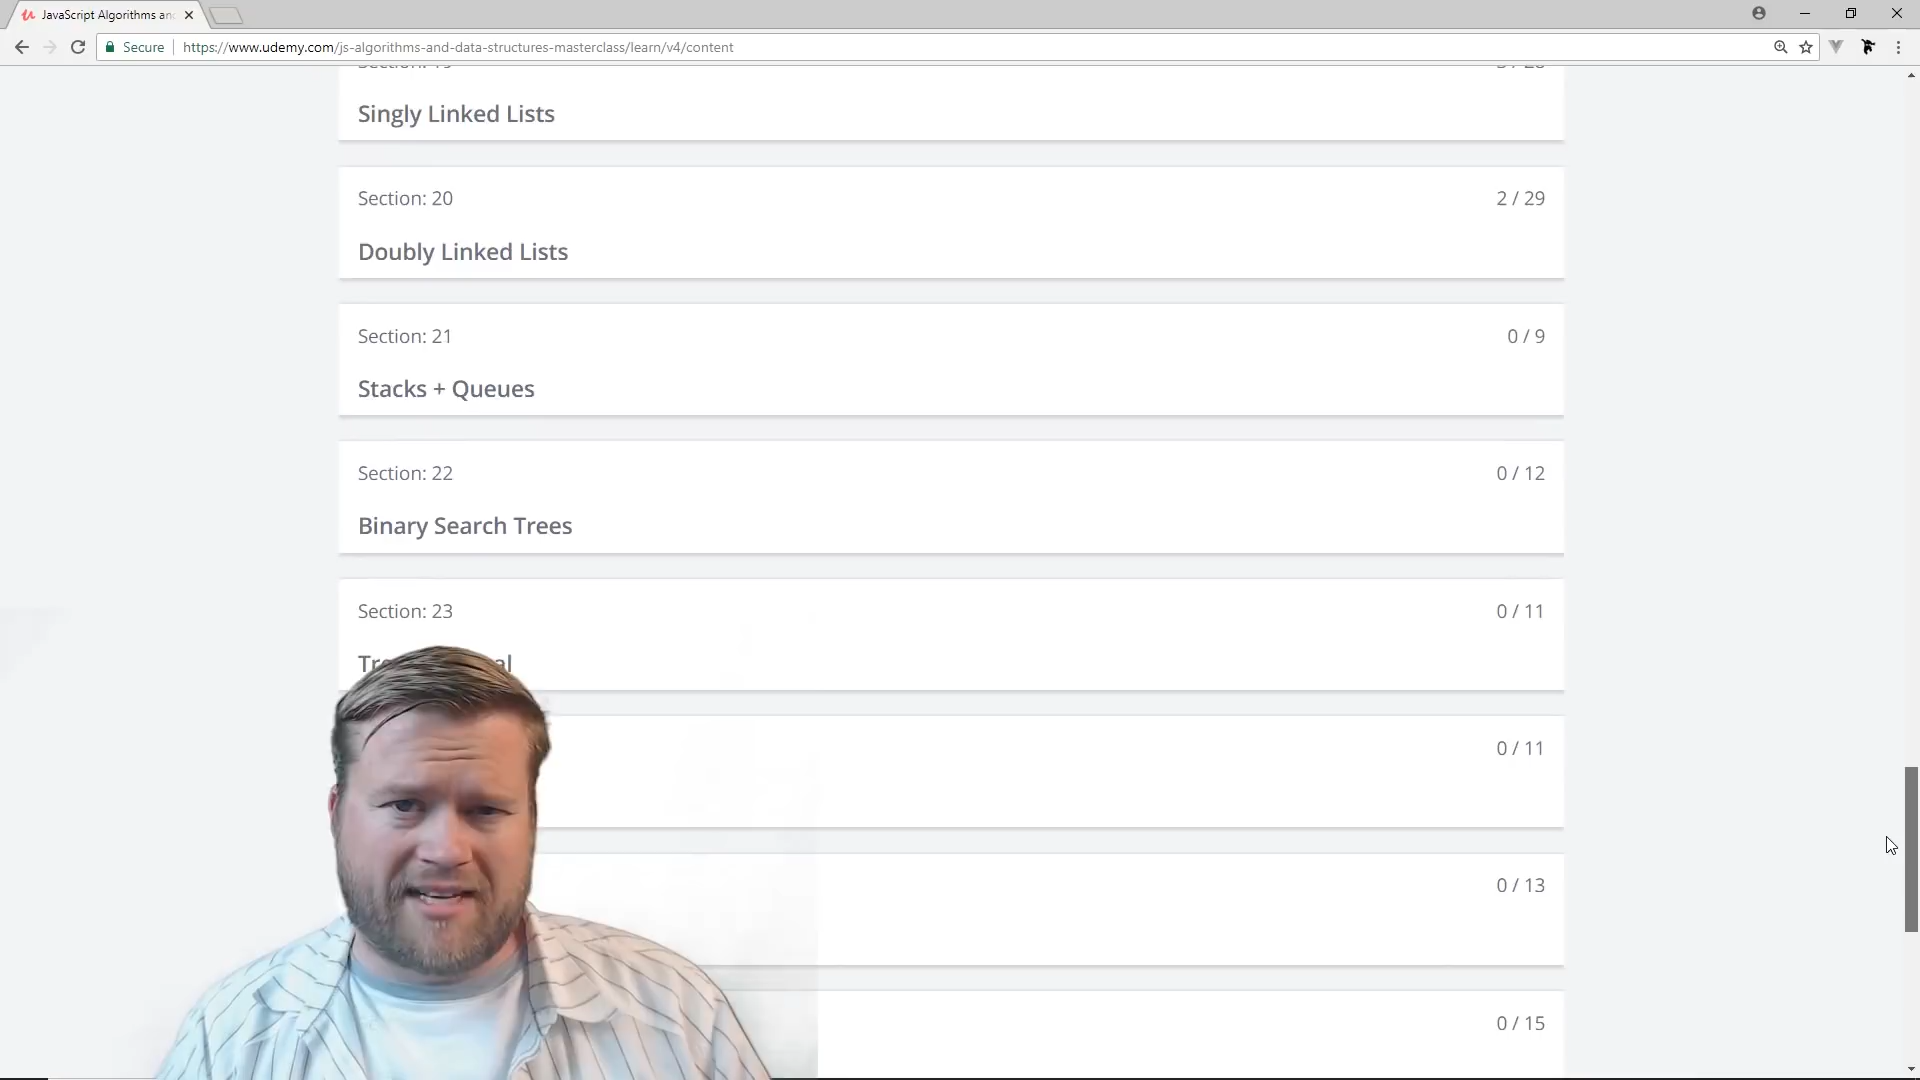 JavaScript Algorithms an
Secure
https://www.udemy.com/js-algorithms-and-data-structures-masterclass/learn/v4/content
Singly Linked Lists
Section: 20
2 / 29
Doubly Linked Lists
Section: 21
0 / 9
Stacks + Queues
Section: 22
0 / 12
Binary Search Trees
Section: 23
0 / 11
0 / 11
0 / 13
0 / 15